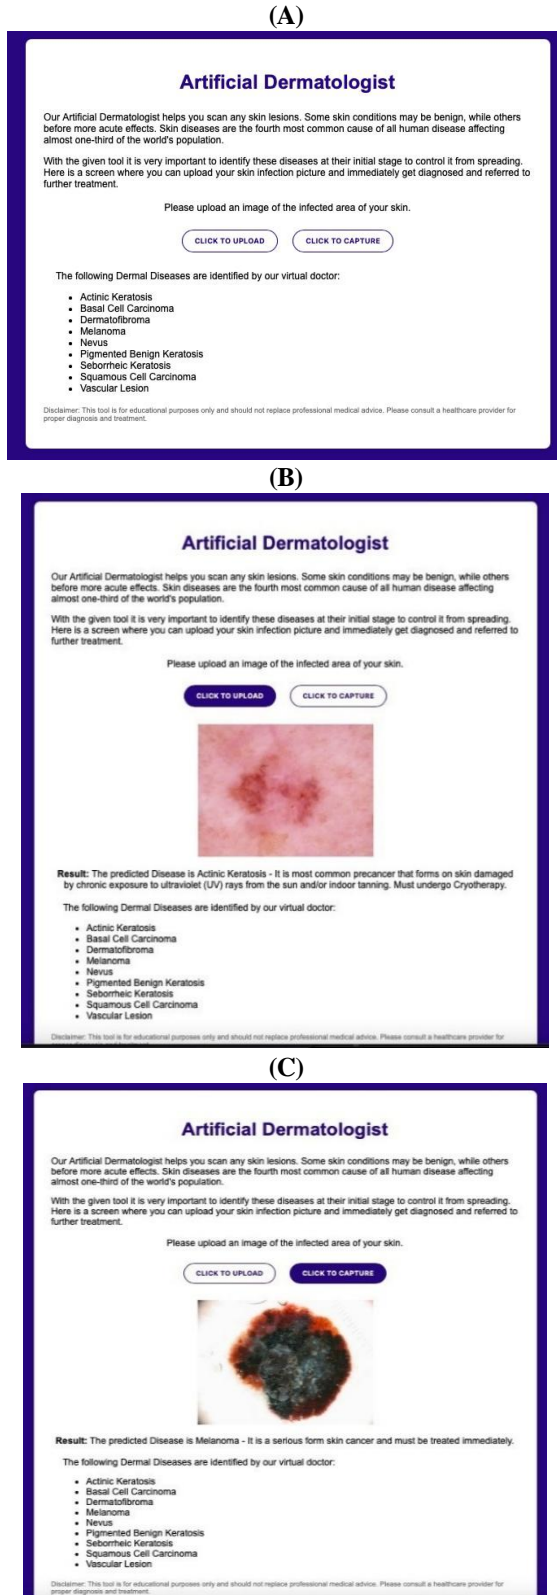 (A)
Artificial Dermatologist
Our Artificial Dermatologist helps you scan any skin lesions. Some skin conditions may be benign, while others
before more acute effects. Skin diseases are the fourth most common cause of all human disease affecting
almost one-third of the world's population.
With the given tool it is very important to identify these diseases at their initial stage to control it from spreading.
Here is a screen where you can upload your skin infection picture and immediately get diagnosed and referred to
further treatment.
Please upload an image of the infected area of your skin.
CLICK TO UPLOAD CLICK TO CAPTURE
The following Dermal Diseases are identified by our virtual doctor:
• Actinic Keratosis
• Basal Cell Carcinoma
• Dermatofibroma
• Melanoma
• Nevus
• Pigmented Benign Keratosis
• Seborrheic Keratosis
• Squamous Cell Carcinoma
• Vascular Lesion
Disclaimer: This tool is for educational purposes only and should not replace professional medical advice. Please consult a healthcare provider for
proper diagnosis and treatment.
(B)
Artificial Dermatologist
Our Artificial Dermatologist helps you scan any skin lesions. Some skin conditions may be benign, while others
before more acute effects. Skin diseases are the fourth most common cause of all human disease affecting
almost one-third of the world's population.
With the given tool it is very important to identify these diseases at their initial stage to control it from spreading.
Here is a screen where you can upload your skin infection picture and immediately get diagnosed and referred to
further treatment.
Please upload an image of the infected area of your skin.
CLICK TO UPLOAD CLICK TO CAPTURE
Result: The predicted Disease is Actinic Keratosis - It is most common precancer that forms on skin damaged
by chronic exposure to ultraviolet (UV) rays from the sun and/or indoor tanning. Must undergo Cryotherapy.
The following Dermal Diseases are identified by our virtual doctor:
• Actinic Keratosis
• Basal Cell Carcinoma
• Dermatofibroma
• Melanoma
• Nevus
• Pigmented Benign Keratosis
• Seborrheic Keratosis
• Squamous Cell Carcinoma
• Vascular Lesion
Disclaimer: This tool is for educational purposes only and should not replace professional medical advice. Please consult a healthcare provider for
(C)
Artificial Dermatologist
Our Artificial Dermatologist helps you scan any skin lesions. Some skin conditions may be benign, while others
before more acute effects. Skin diseases are the fourth most common cause of all human disease affecting
almost one-third of the world's population.
With the given tool it is very important to identify these diseases at their initial stage to control it from spreading.
Here is a screen where you can upload your skin infection picture and immediately get diagnosed and referred to
further treatment.
Please upload an image of the infected area of your skin.
CLICK TO UPLOAD CLICK TO CAPTURE
Result: The predicted Disease is Melanoma - It is a serious form skin cancer and must be treated immediately.
The following Dermal Diseases are identified by our virtual doctor:
• Actinic Keratosis
• Basal Cell Carcinoma
• Dermatofibroma
• Melanoma
• Nevus
• Pigmented Benign Keratosis
• Seborrheic Keratosis
• Squamous Cell Carcinoma
• Vascular Lesion
Disclaimer: This tool is for educational purposes only and should not replace professional medical advice. Please consult a healthcare provider for
proper diagnosis and treatment.